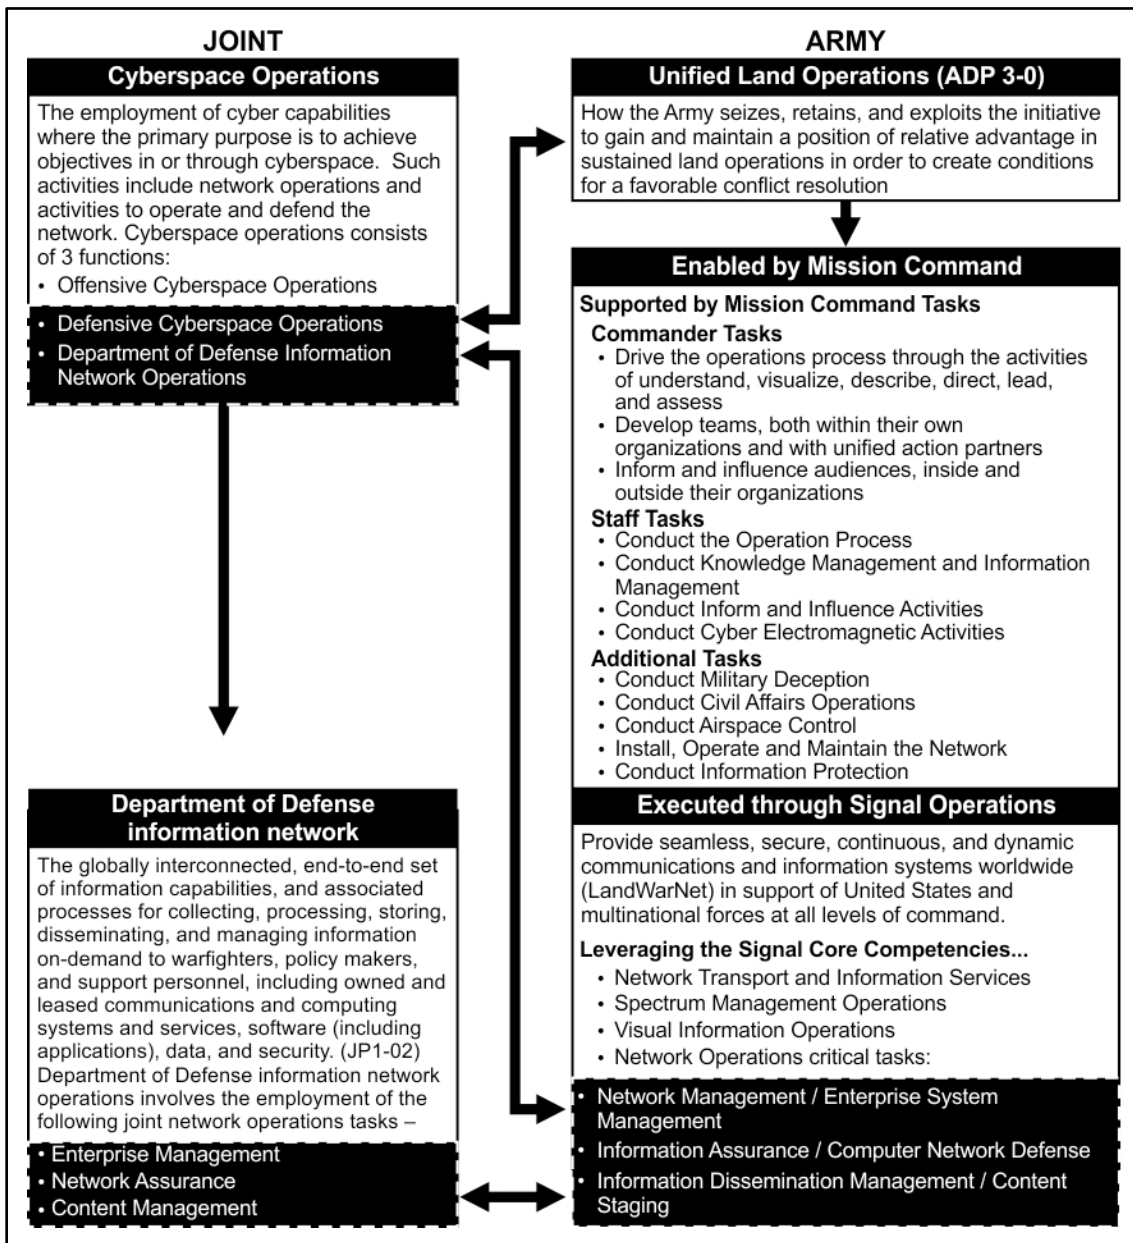 JOINT
Cyberspace Operations
The employment of cyber capabilities
where the primary purpose is to achieve
objectives in or through cyberspace.  Such
activities include network operations and
activities to operate and defend the
network. Cyberspace operations consists
of 3 functions:
• Offensive Cyberspace Operations
• Defensive Cyberspace Operations
• Department of Defense Information
Network Operations
Department of Defense
information network
The globally interconnected, end-to-end set
of information capabilities, and associated
processes for collecting, processing, storing,
disseminating, and managing information
on-demand to warfighters, policy makers,
and support personnel, including owned and
leased communications and computing
systems and services, software (including
applications), data, and security. (JP1-02)
Department of Defense information network
operations involves the employment of the
following joint network operations tasks –
• Enterprise Management
• Network Assurance
• Content Management
ARMY
Unified Land Operations (ADP 3-0)
How the Army seizes, retains, and exploits the initiative
to gain and maintain a position of relative advantage in
sustained land operations in order to create conditions
for a favorable conflict resolution
Enabled by Mission Command
Supported by Mission Command Tasks
Commander Tasks
• Drive the operations process through the activities
of understand, visualize, describe, direct, lead,
and assess
• Develop teams, both within their own
organizations and with unified action partners
• Inform and influence audiences, inside and
outside their organizations
Staff Tasks
• Conduct the Operation Process
• Conduct Knowledge Management and Information
Management
• Conduct Inform and Influence Activities
• Conduct Cyber Electromagnetic Activities
Additional Tasks
• Conduct Military Deception
• Conduct Civil Affairs Operations
• Conduct Airspace Control
• Install, Operate and Maintain the Network
• Conduct Information Protection
Executed through Signal Operations
Provide seamless, secure, continuous, and dynamic
communications and information systems worldwide
(LandWarNet) in support of United States and
multinational forces at all levels of command.
Leveraging the Signal Core Competencies...
• Network Transport and Information Services
• Spectrum Management Operations
• Visual Information Operations
• Network Operations critical tasks:
• Network Management / Enterprise System
Management
• Information Assurance / Computer Network Defense
• Information Dissemination Management / Content
Staging